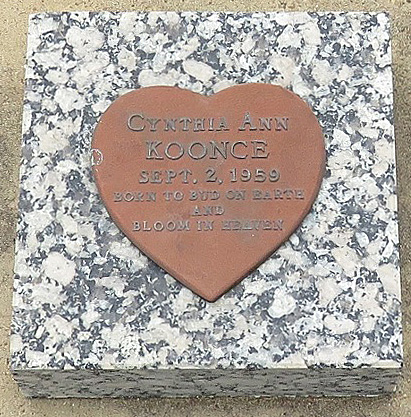 Cynthia Ann
KOONCE
SEPT. 2, 1959
BORN TO BUD ON EARTH
AND
BLOOM IN HEAVEN